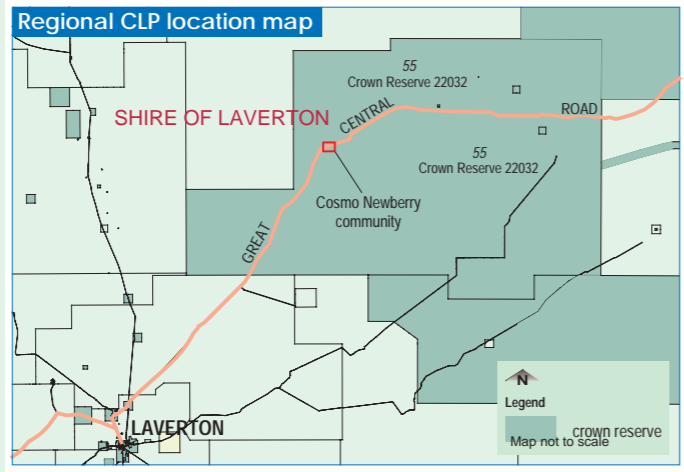 Regional CLP location map
55
Crown Reserve 22032
SHIRE OF LAVERTON
CENTRAL
ROAD
55
Crown Reserve 22032
Cosmo Newberry
community
GREAT
LAVERTON
N
Legend
crown reserve
Map not to scale